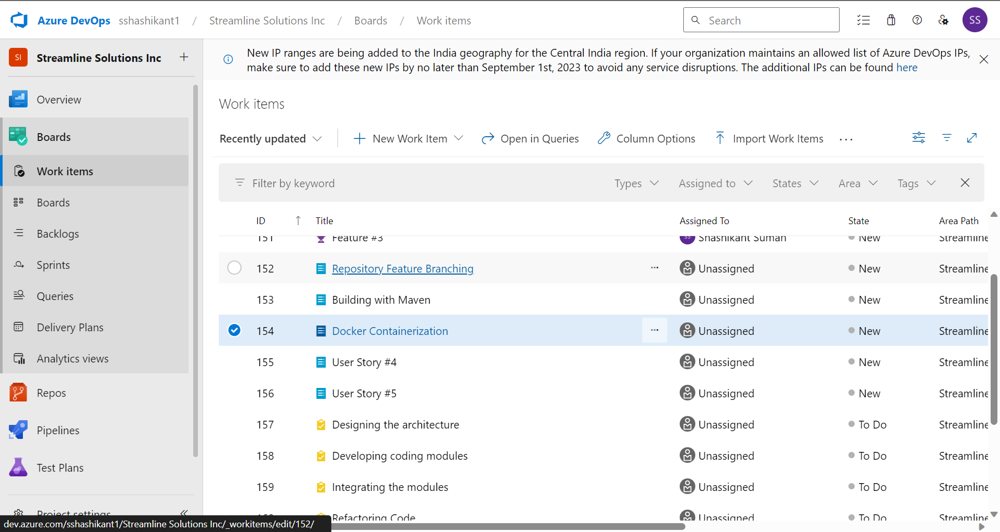 Azure DevOps sshashikant1 / Streamline Solutions Inc / Boards / Work items
Search
SS
SI Streamline Solutions Inc
New IP ranges are being added to the India geography for the Central India region. If your organization maintains an allowed list of Azure DevOps IPs,
make sure to add these new IPs by no later than September 1st, 2023 to avoid any service disruptions. The additional IPs can be found here
Overview
Boards
Work items
Boards
Backlogs
Sprints
Queries
Delivery Plans
Analytics views
Repos
Pipelines
Test Plans
Project settings
Work items
Recently updated New Work Item Open in Queries Column Options Import Work Items ...
Filter by keyword Types Assigned to States Area Tags
ID Title Assigned To State Area Path
151 Feature #3 SS Shashikant Suman New Streamline
152 Repository Feature Branching ... Unassigned New Streamline
153 Building with Maven Unassigned New Streamline
154 Docker Containerization ... Unassigned New Streamline
155 User Story #4 Unassigned New Streamline
156 User Story #5 Unassigned New Streamline
157 Designing the architecture Unassigned To Do Streamline
158 Developing coding modules Unassigned To Do Streamline
159 Integrating the modules Unassigned To Do Streamline
Refactoring Code Unassigned To Do Streamline
dev.azure.com/sshashikant1/Streamline Solutions Inc/_workitems/edit/152/